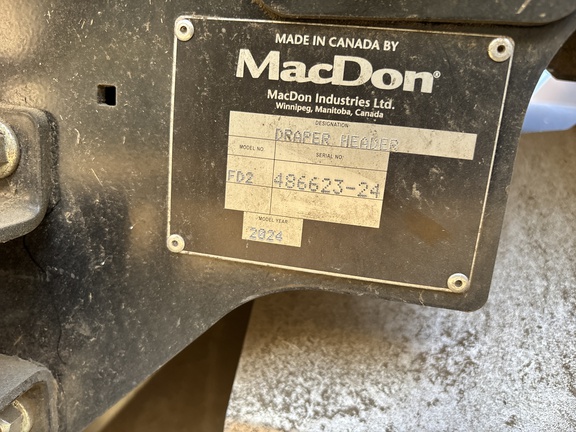 MADE IN CANADA BY
MacDon®
MacDon Industries Ltd.
Winnipeg, Manitoba, Canada
DESIGNATION
DRAPER HEADER
MODEL NO. SERIAL NO.
FD2 486623-24
MODEL YEAR
2024